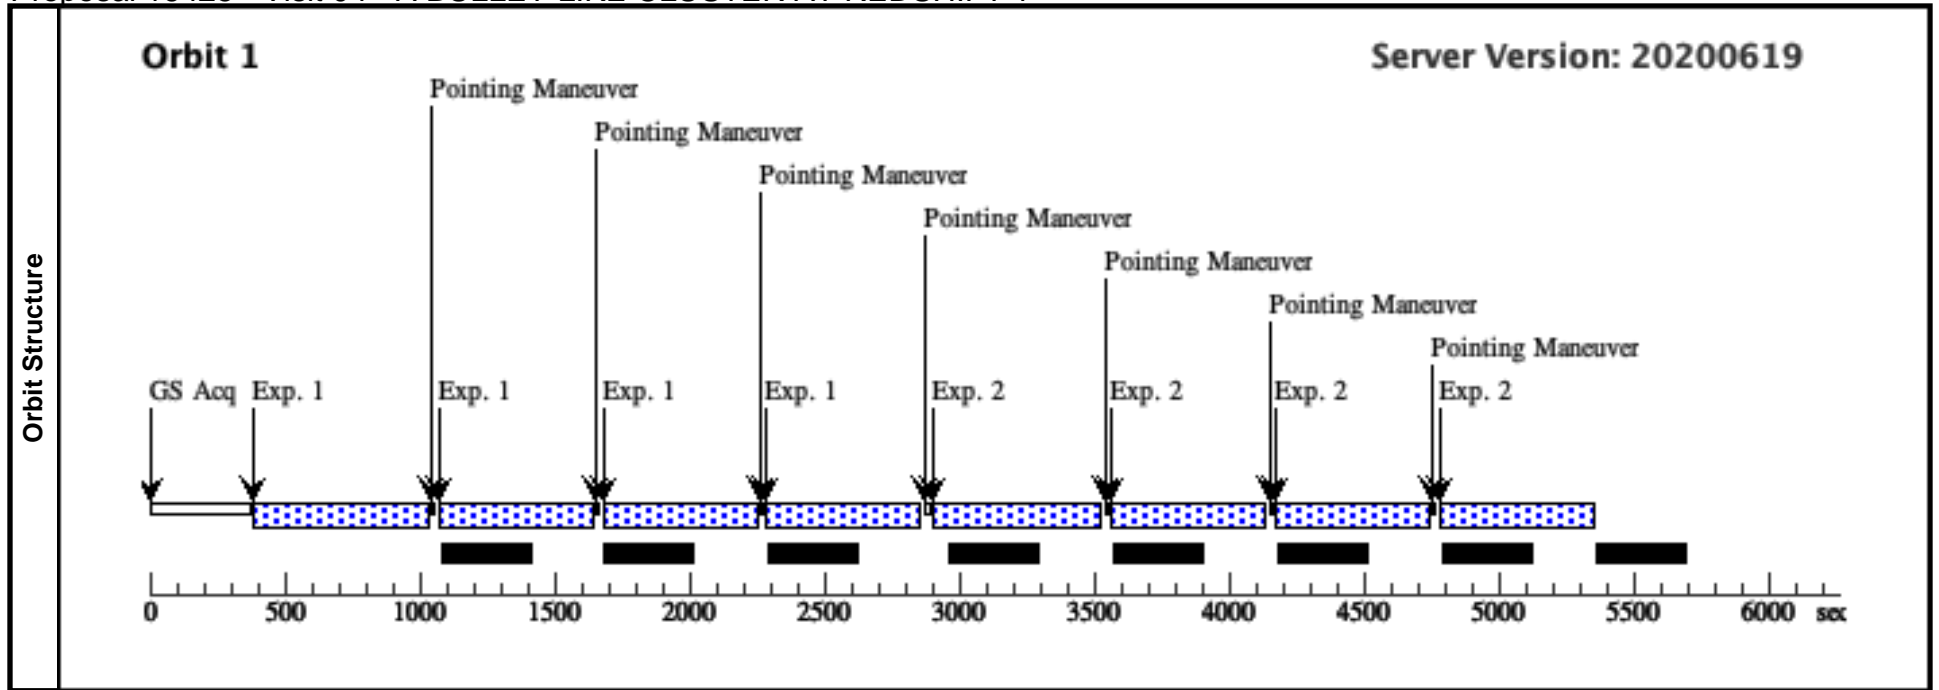 Orbit 1
Server Version: 20200619
Pointing Maneuver
Pointing Maneuver
Pointing Maneuver
Pointing Maneuver
Pointing Maneuver
Pointing Maneuver
Pointing Maneuver
Orbit Structure
GS Acq Exp. 1 Exp. 1 Exp. 1 Exp. 1 Exp. 2 Exp. 2 Exp. 2 Exp. 2
0 500 1000 1500 2000 2500 3000 3500 4000 4500 5000 5500 6000 sec